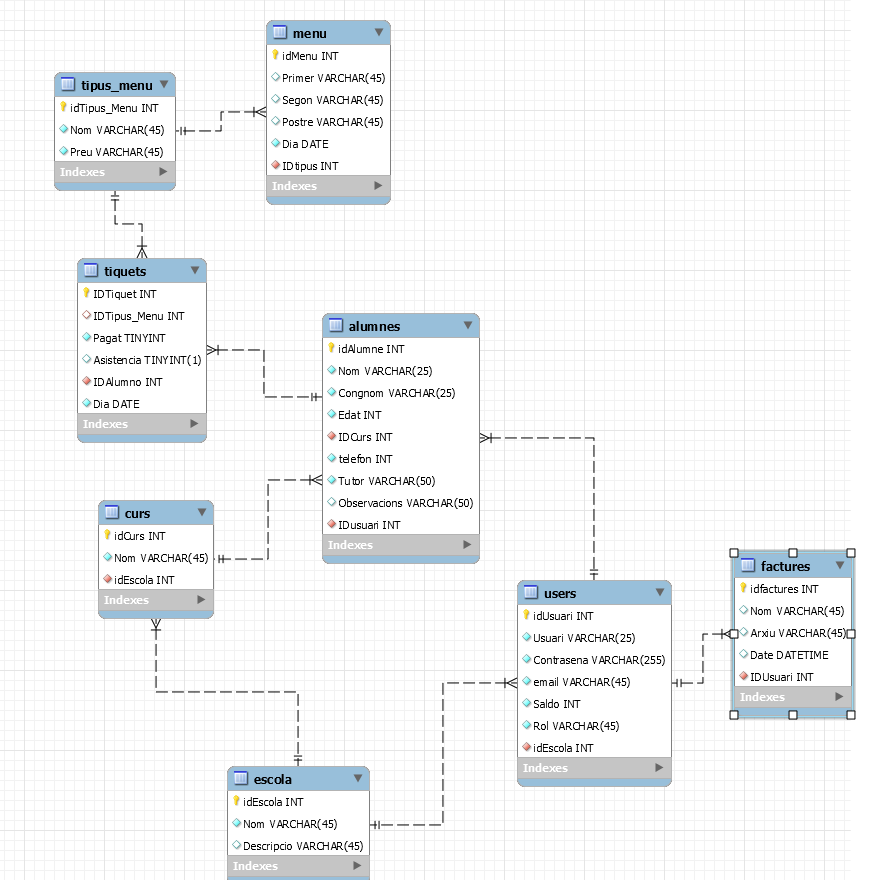 menu
idMenu INT
Primer VARCHAR(45)
Segon VARCHAR(45)
Postre VARCHAR(45)
Dia DATE
IDtipus INT
Indexes
tipus_menu
idTipus_Menu INT
Nom VARCHAR(45)
Preu VARCHAR(45)
Indexes
tiquets
IDTiquet INT
IDTipus_Menu INT
Pagat TINYINT
Asistencia TINYINT(1)
IDAlumno INT
Dia DATE
Indexes
alumnes
idAlumne INT
Nom VARCHAR(25)
Congnom VARCHAR(25)
Edat INT
IDCurs INT
telefon INT
Tutor VARCHAR(50)
Observacions VARCHAR(50)
IDusuari INT
Indexes
curs
idCurs INT
Nom VARCHAR(45)
idEscola INT
Indexes
users
idUsuari INT
Usuari VARCHAR(25)
Contrasena VARCHAR(255)
email VARCHAR(45)
Saldo INT
Rol VARCHAR(45)
idEscola INT
Indexes
factures
idfactures INT
Nom VARCHAR(45)
Arxiu VARCHAR(45)
Date DATETIME
IDUsuari INT
Indexes
escola
idEscola INT
Nom VARCHAR(45)
Descripcio VARCHAR(45)
Indexes